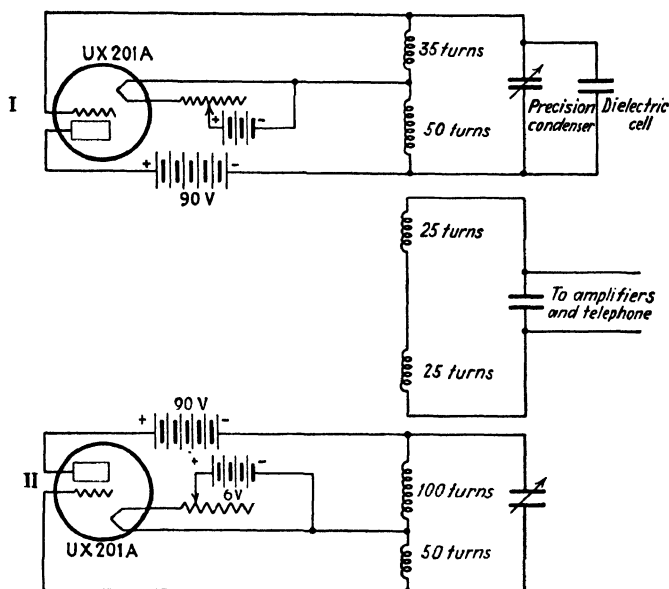 UX201A
35 turns
I
+ -
Precision
condenser
Dielectric
cell
50 turns
+ -
90 V
25 turns
To amplifiers
and telephone
25 turns
90 V
+ -
+ -
II
6V
100 turns
UX201A
50 turns